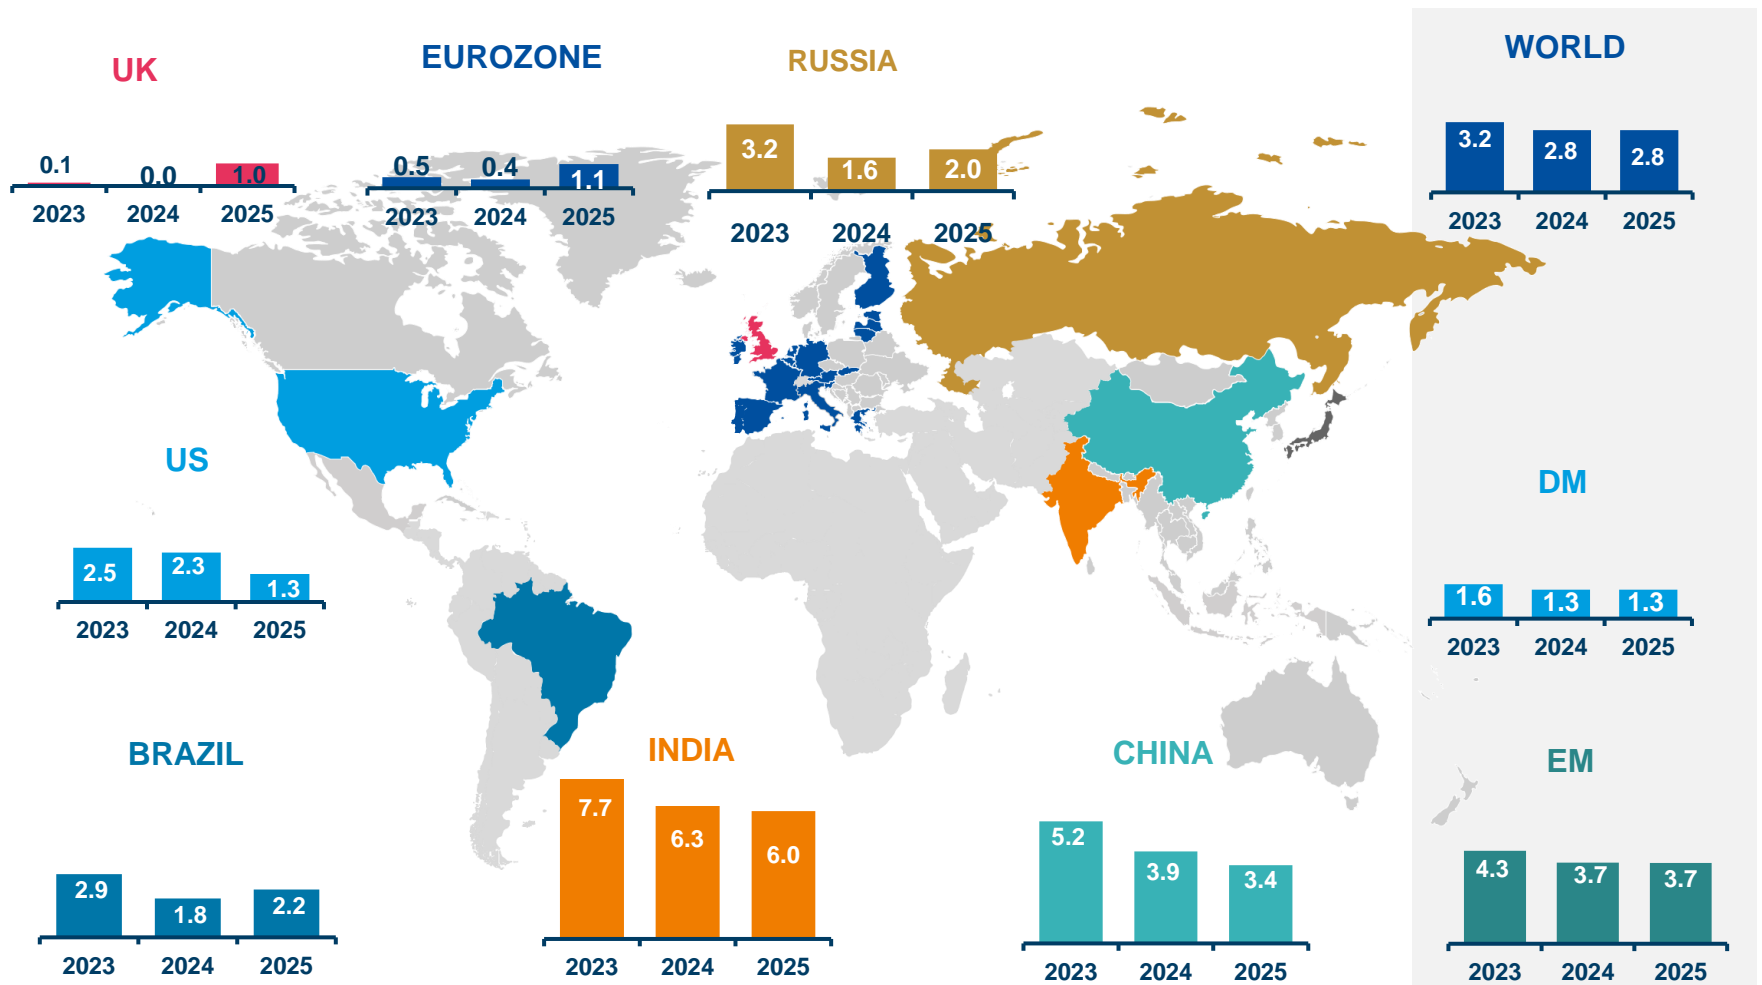 UK
0.1 0.0 1.0
2023 2024 2025
EUROZONE
0.5 0.4 1.1
2023 2024 2025
RUSSIA
3.2 1.6 2.0
2023 2024 2025
WORLD
3.2 2.8 2.8
2023 2024 2025
US
2.5 2.3 1.3
2023 2024 2025
DM
1.6 1.3 1.3
2023 2024 2025
BRAZIL
2.9 1.8 2.2
2023 2024 2025
INDIA
7.7 6.3 6.0
2023 2024 2025
CHINA
5.2 3.9 3.4
2023 2024 2025
EM
4.3 3.7 3.7
2023 2024 2025